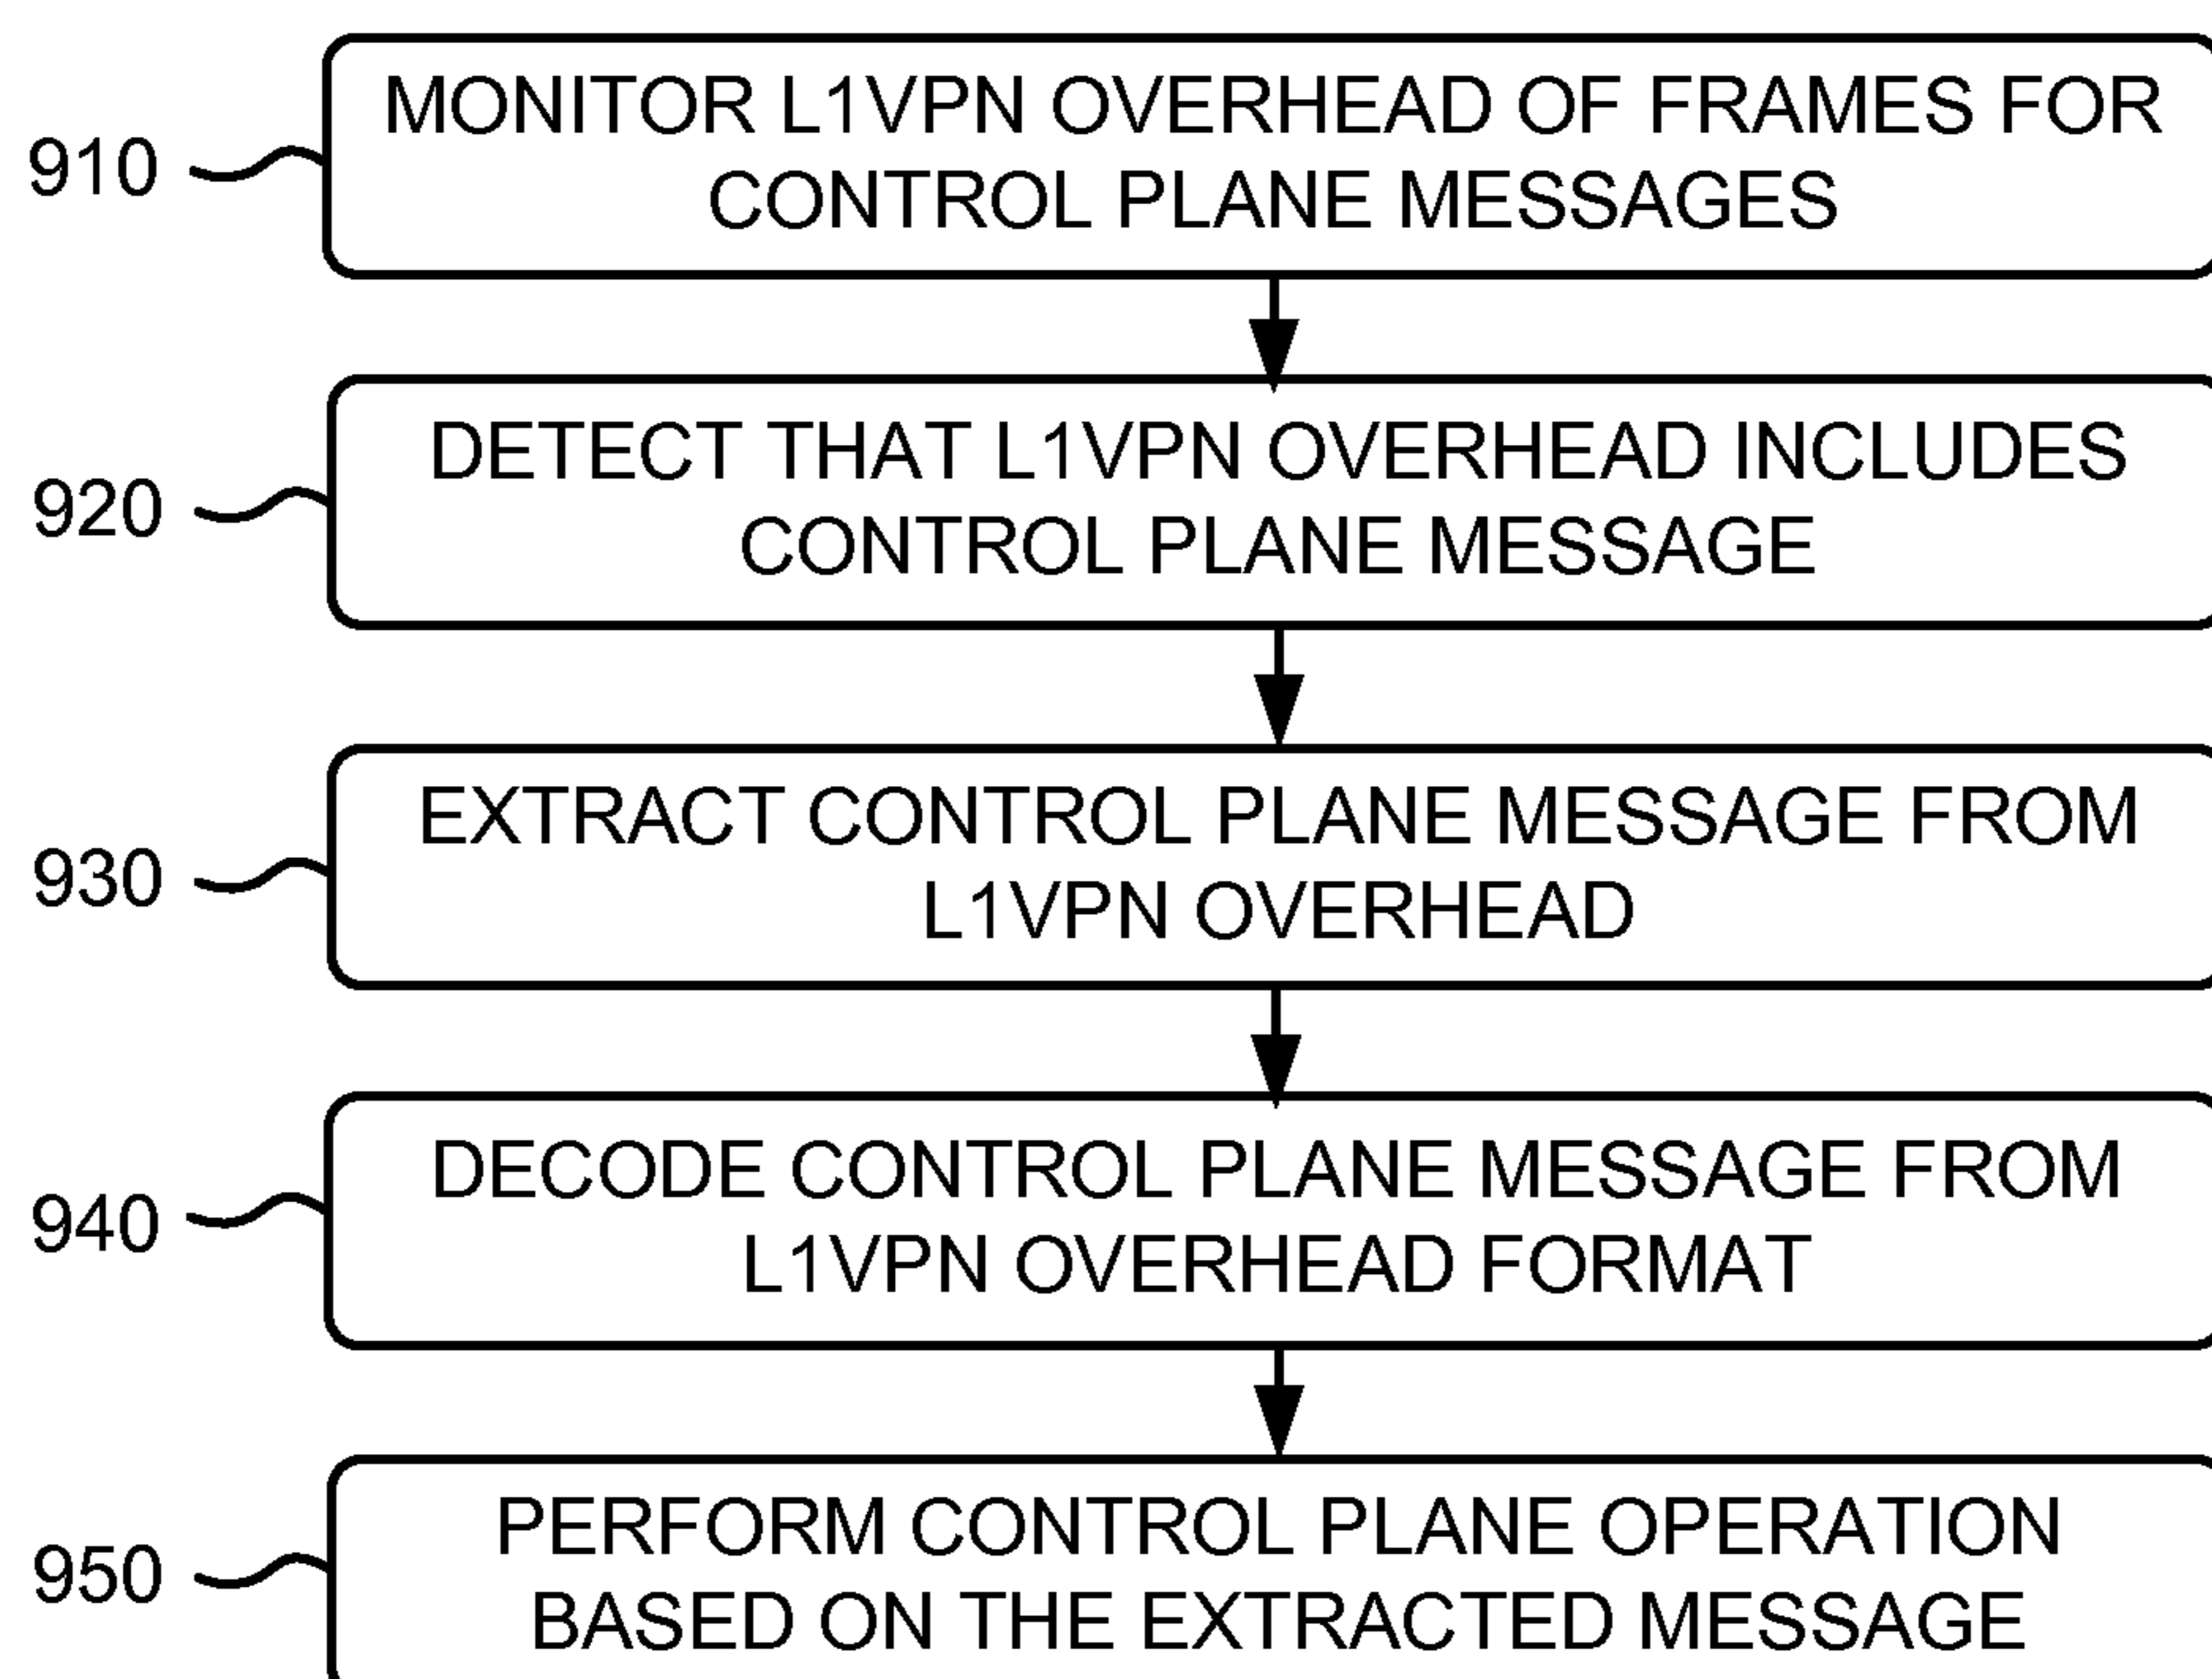 910
MONITOR L1VPN OVERHEAD OF FRAMES FOR
CONTROL PLANE MESSAGES
920
DETECT THAT L1VPN OVERHEAD INCLUDES
CONTROL PLANE MESSAGE
930
EXTRACT CONTROL PLANE MESSAGE FROM
L1VPN OVERHEAD
940
DECODE CONTROL PLANE MESSAGE FROM
L1VPN OVERHEAD FORMAT
950
PERFORM CONTROL PLANE OPERATION
BASED ON THE EXTRACTED MESSAGE